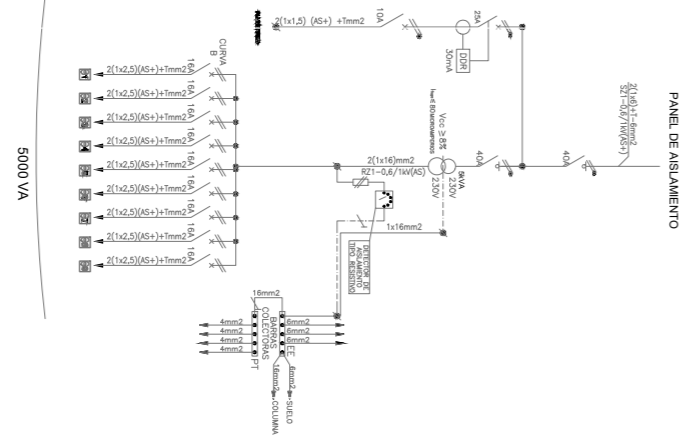 PANEL DE AISLAMIENTO
2(1x6)+T-6mm2
SZ1-0,6/1kV(AS+)
40A
40A
25A
DDR
30mA
10A
2(1x1,5) (AS+) +Tmm2
5kVA
230V
230V
Vcc ≥ 8%
2(1x16)mm2
RZ1-0,6/1kV(AS)
1x16mm2
DETECTOR DE
AISLAMIENTO
TIPO RESISTIVO
CURVA
B
16A
2(1x2,5)(AS+)+Tmm2
16A
2(1x2,5)(AS+)+Tmm2
16A
2(1x2,5)(AS+)+Tmm2
16A
2(1x2,5)(AS+)+Tmm2
16A
2(1x2,5)(AS+)+Tmm2
16A
2(1x2,5)(AS+)+Tmm2
16A
2(1x2,5)(AS+)+Tmm2
16A
2(1x2,5)(AS+)+Tmm2
16A
2(1x2,5)(AS+)+Tmm2
5000 VA
16mm2
BARRAS
COLECTORAS
EE
PT
6mm2
6mm2
6mm2
6mm2
4mm2
4mm2
4mm2
4mm2
6mm2
SUELO
16mm2
COLUMNA